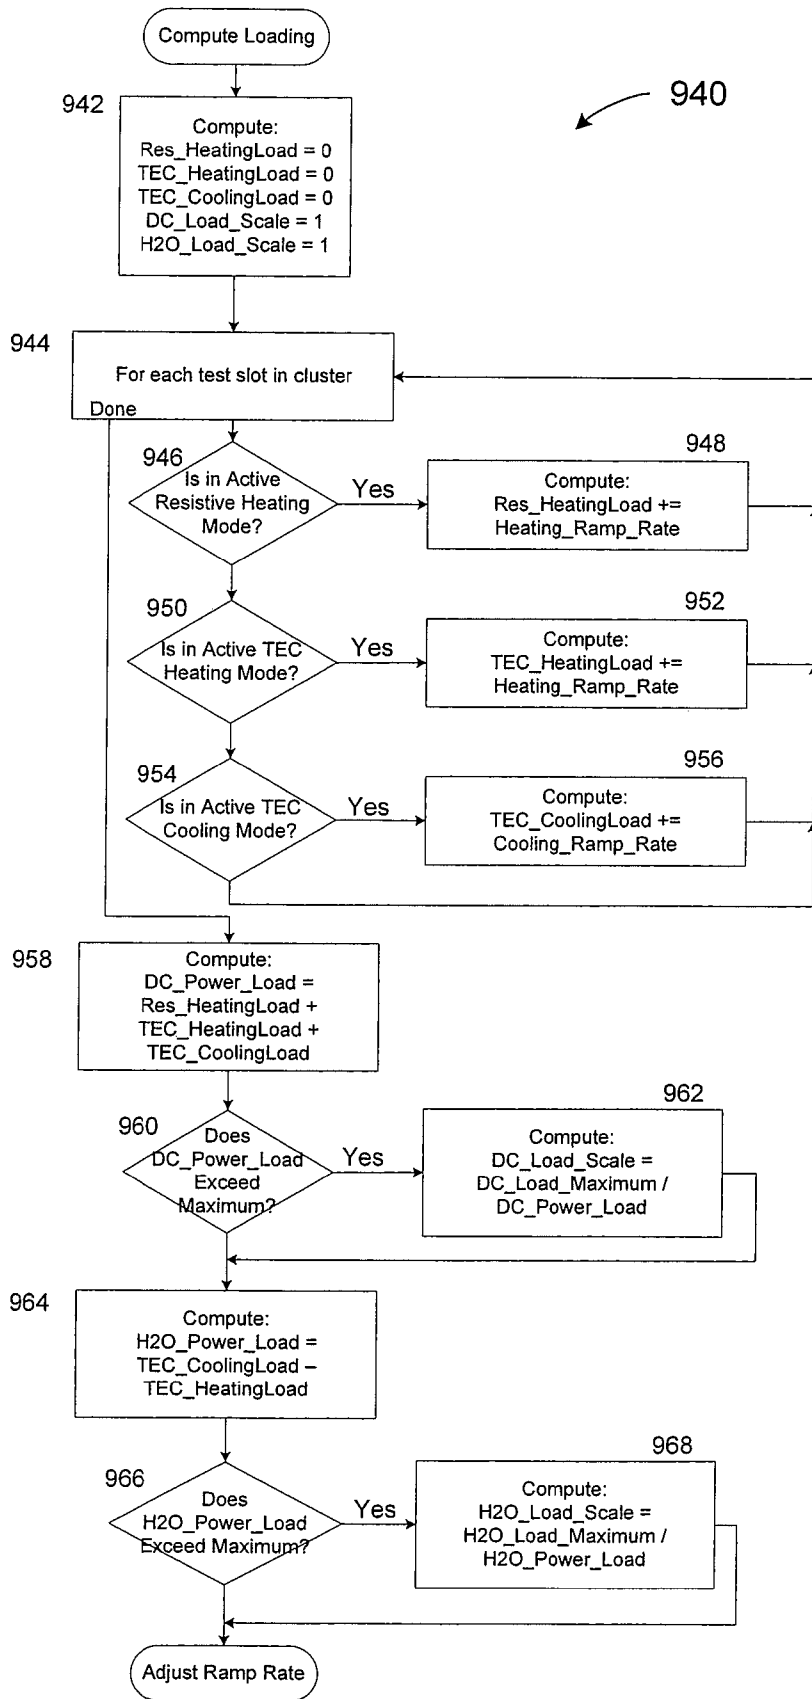 Compute Loading
940
942
Compute:
Res_HeatingLoad = 0
TEC_HeatingLoad = 0
TEC_CoolingLoad = 0
DC_Load_Scale = 1
H2O_Load_Scale = 1
944
For each test slot in cluster
Done
946
Is in Active
Resistive Heating
Mode?
Yes
948
Compute:
Res_HeatingLoad +=
Heating_Ramp_Rate
950
Is in Active TEC
Heating Mode?
Yes
952
Compute:
TEC_HeatingLoad +=
Heating_Ramp_Rate
954
Is in Active TEC
Cooling Mode?
Yes
956
Compute:
TEC_CoolingLoad +=
Cooling_Ramp_Rate
958
Compute:
DC_Power_Load =
Res_HeatingLoad +
TEC_HeatingLoad +
TEC_CoolingLoad
960
Does
DC_Power_Load
Exceed
Maximum?
Yes
962
Compute:
DC_Load_Scale =
DC_Load_Maximum /
DC_Power_Load
964
Compute:
H2O_Power_Load =
TEC_CoolingLoad –
TEC_HeatingLoad
966
Does
H2O_Power_Load
Exceed Maximum?
Yes
968
Compute:
H2O_Load_Scale =
H2O_Load_Maximum /
H2O_Power_Load
Adjust Ramp Rate